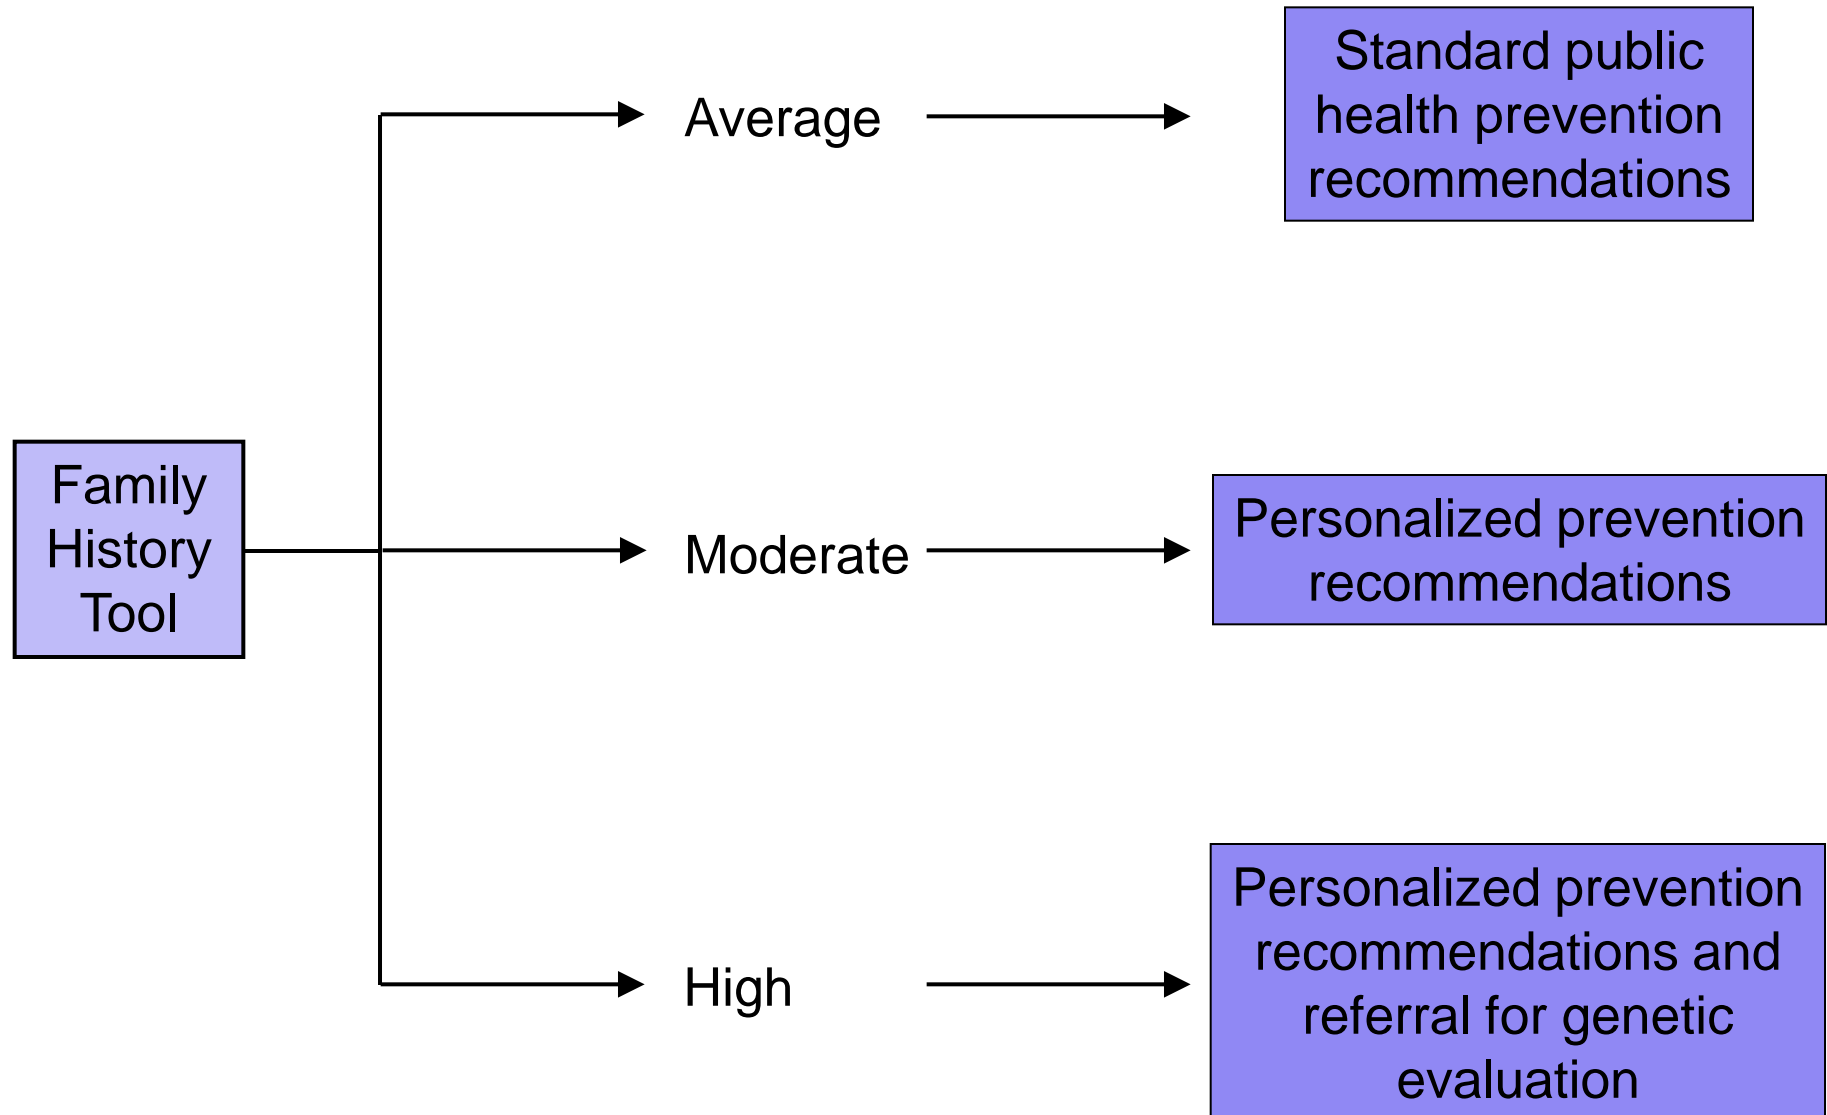 Family
History
Tool
Average
Standard public
health prevention
recommendations
Moderate
Personalized prevention
recommendations
High
Personalized prevention
recommendations and
referral for genetic
evaluation